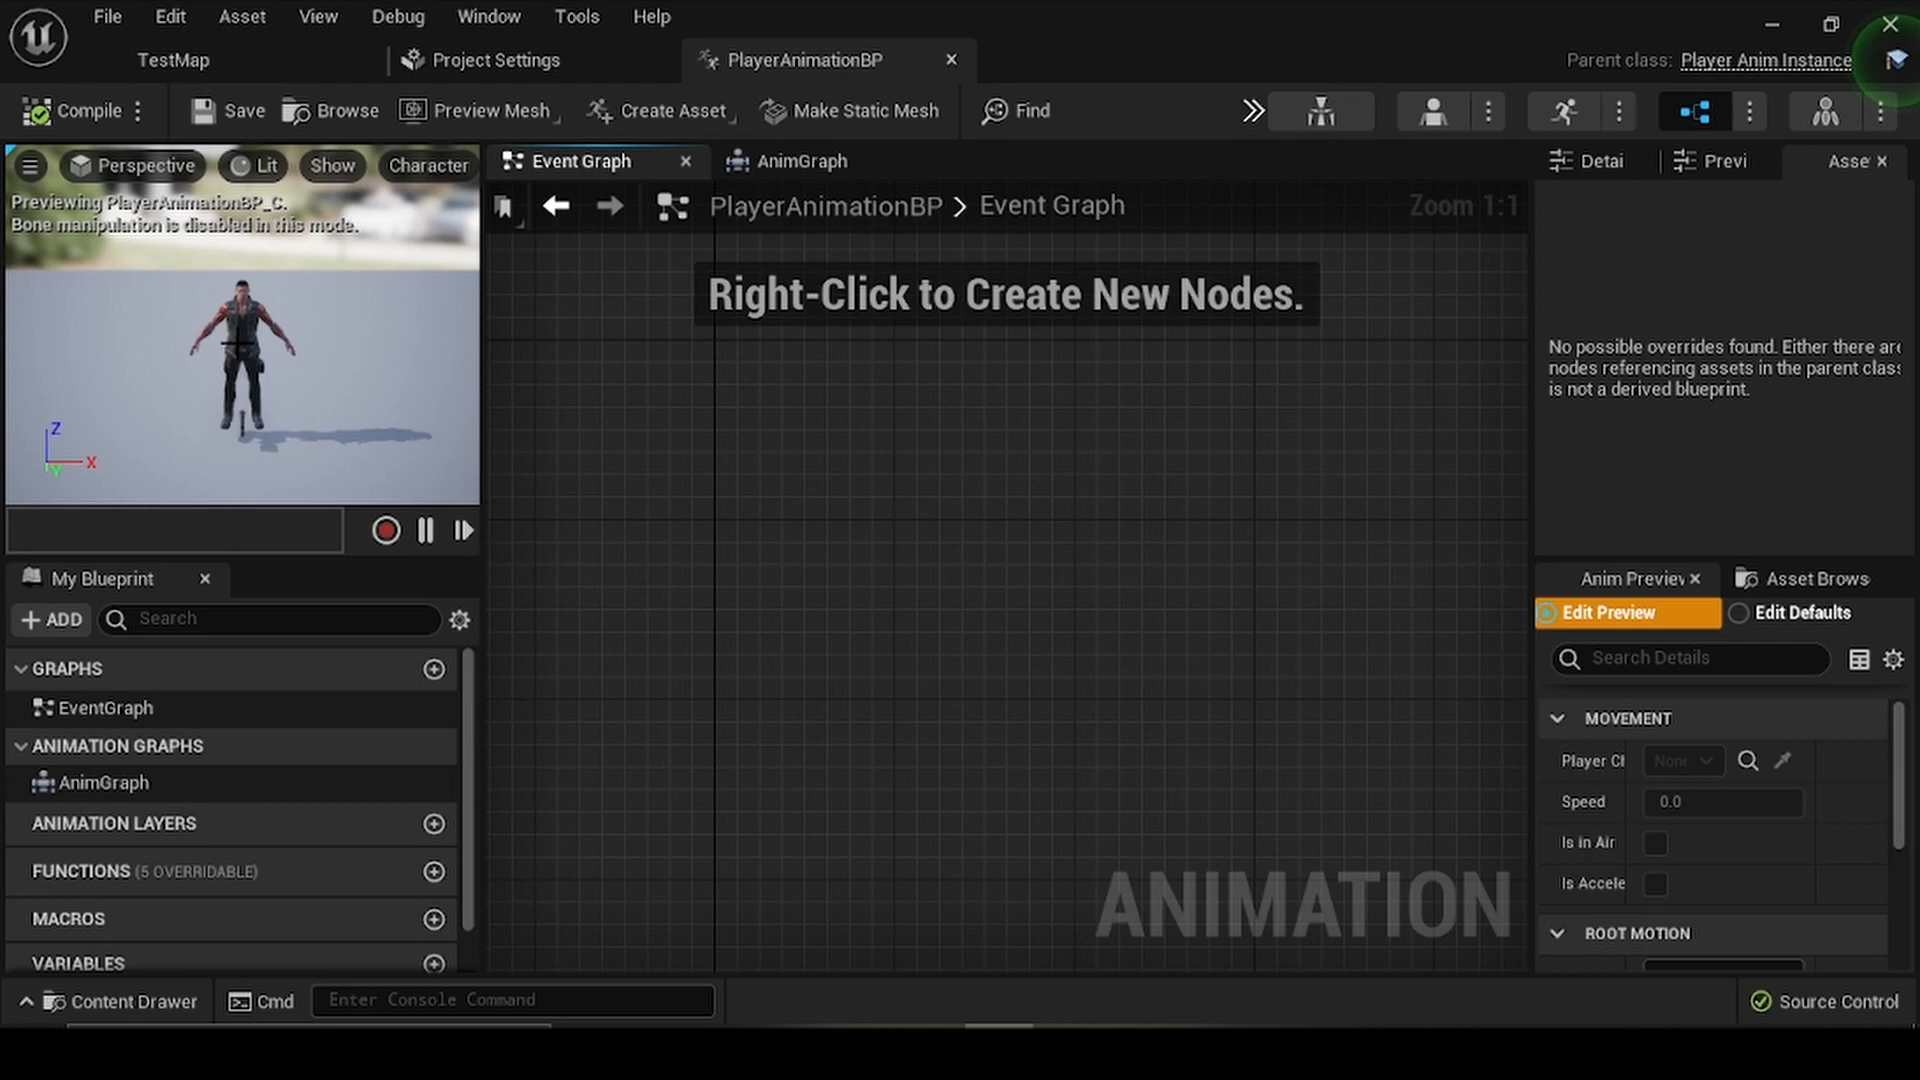 File Edit Asset View Debug Window Tools Help
TestMap Project Settings PlayerAnimationBP Parent class: Player Anim Instance
Compile Save Browse Preview Mesh Create Asset Make Static Mesh Find
Perspective Lit Show Character
Previewing PlayerAnimationBP_C.
Bone manipulation is disabled in this mode.
Z
X
Y
My Blueprint
ADD Search
GRAPHS
EventGraph
ANIMATION GRAPHS
AnimGraph
ANIMATION LAYERS
FUNCTIONS (5 OVERRIDABLE)
MACROS
VARIABLES
Event Graph AnimGraph
PlayerAnimationBP > Event Graph Zoom 1:1
Right-Click to Create New Nodes.
ANIMATION
Detai Previ Asse
No possible overrides found. Either there are
nodes referencing assets in the parent class
is not a derived blueprint.
Anim Preview Asset Brows
Edit Preview Edit Defaults
Search Details
MOVEMENT
Player Ch None
Speed 0.0
Is in Air
Is Accele
ROOT MOTION
Content Drawer Cmd Enter Console Command Source Control